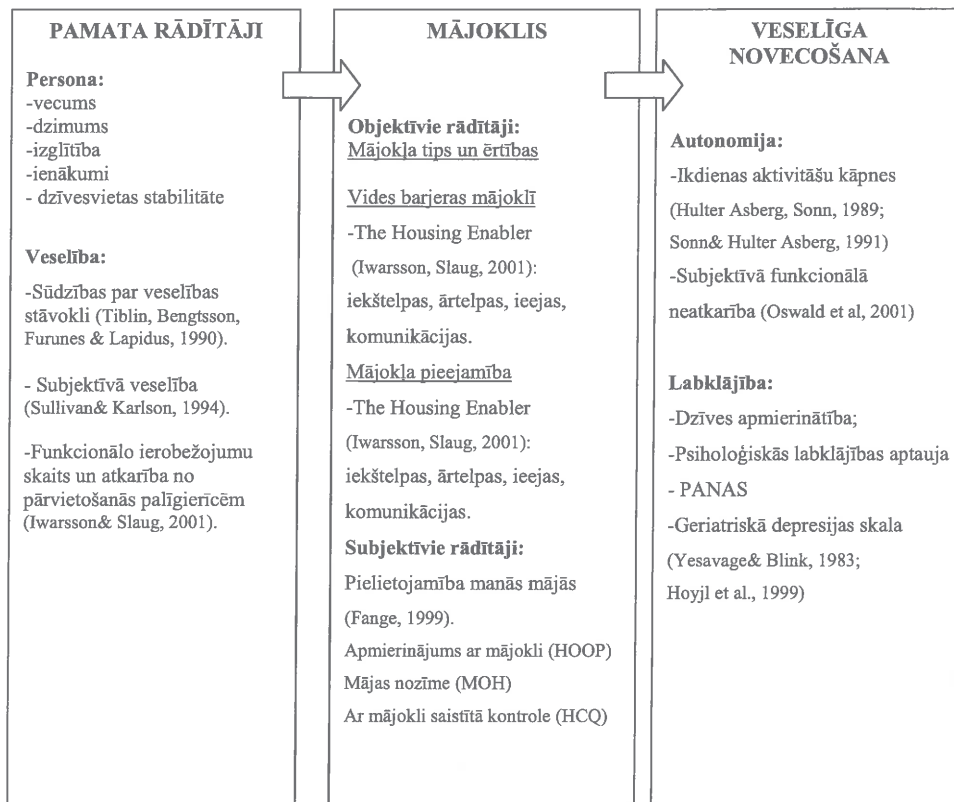 PAMATA RĀDĪTĀJI
Persona:
-vecums
-dzimums
-izglītība
-ienākumi
- dzīvesvietas stabilitāte
Veselība:
-Sūdzības par veselības
stāvokli (Tiblin, Bengtsson,
Furunes & Lapidus, 1990).
- Subjektīvā veselība
(Sullivan& Karlson, 1994).
-Funkcionālo ierobežojumu
skaits un atkarība no
pārvietošanās palīgierīcēm
(Iwarsson& Slaug, 2001).
MĀJOKLIS
Objektīvie rādītāji:
Mājokļa tips un ērtības
Vides barjeras mājoklī
-The Housing Enabler
(Iwarsson, Slaug, 2001):
iekštelpas, ārtelpas, ieejas,
komunikācijas.
Mājokļa pieejamība
-The Housing Enabler
(Iwarsson, Slaug, 2001):
iekštelpas, ārtelpas, ieejas,
komunikācijas.
Subjektīvie rādītāji:
Pielietojamība manās mājās
(Fange, 1999).
Apmierinājums ar mājokli (HOOP)
Mājas nozīme (MOH)
Ar mājokli saistītā kontrole (HCQ)
VESELĪGA
NOVECOŠANA
Autonomija:
-Ikdienas aktivitāšu kāpnes
(Hulter Asberg, Sonn, 1989;
Sonn& Hulter Asberg, 1991)
-Subjektīvā funkcionālā
neatkarība (Oswald et al, 2001)
Labklājība:
-Dzīves apmierinātība;
-Psiholoģiskās labklājības aptauja
- PANAS
-Geriatriskā depresijas skala
(Yesavage& Blink, 1983;
Hoyjl et al., 1999)